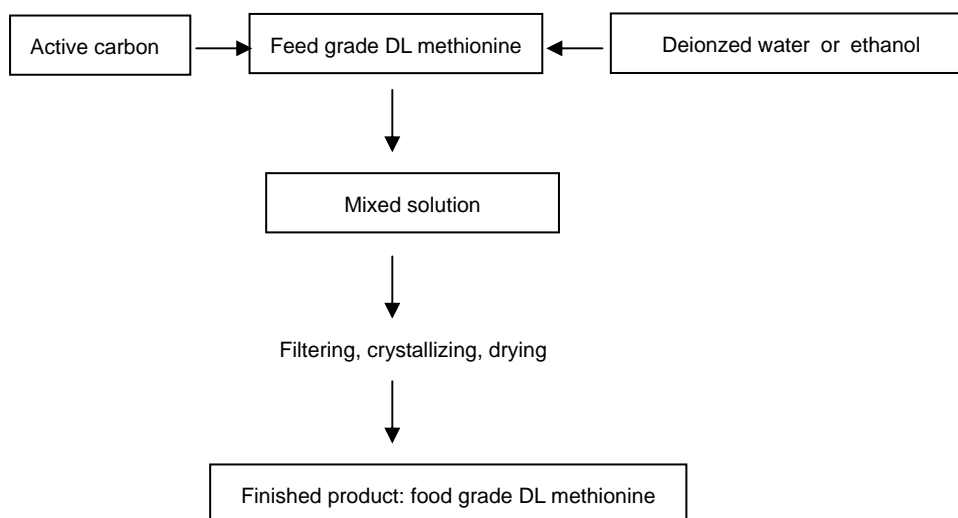 Active carbon
Feed grade DL methionine
Deionzed water or ethanol
Mixed solution
Filtering, crystallizing, drying
Finished product: food grade DL methionine